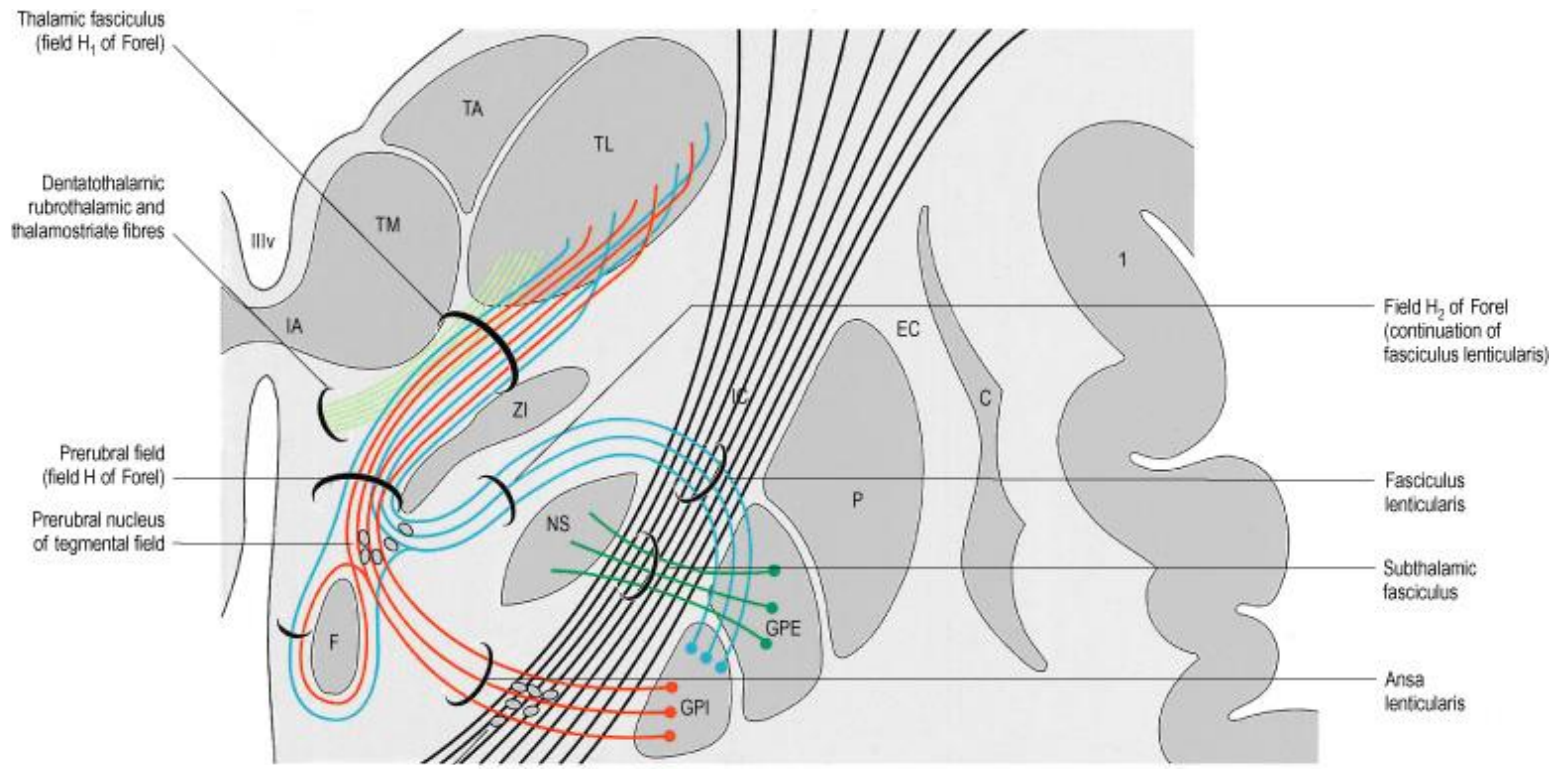 Thalamic fasciculus
(field H₁ of Forel)
Dentatothalamic
rubrothalamic and
thalamostriate fibres
Prerubral field
(field H of Forel)
Prerubral nucleus
of tegmental field
TA
TL
TM
IIIv
IA
ZI
IC
EC
C
1
P
NS
GPE
F
GPI
Field H₂ of Forel
(continuation of
fasciculus lenticularis)
Fasciculus
lenticularis
Subthalamic
fasciculus
Ansa
lenticularis